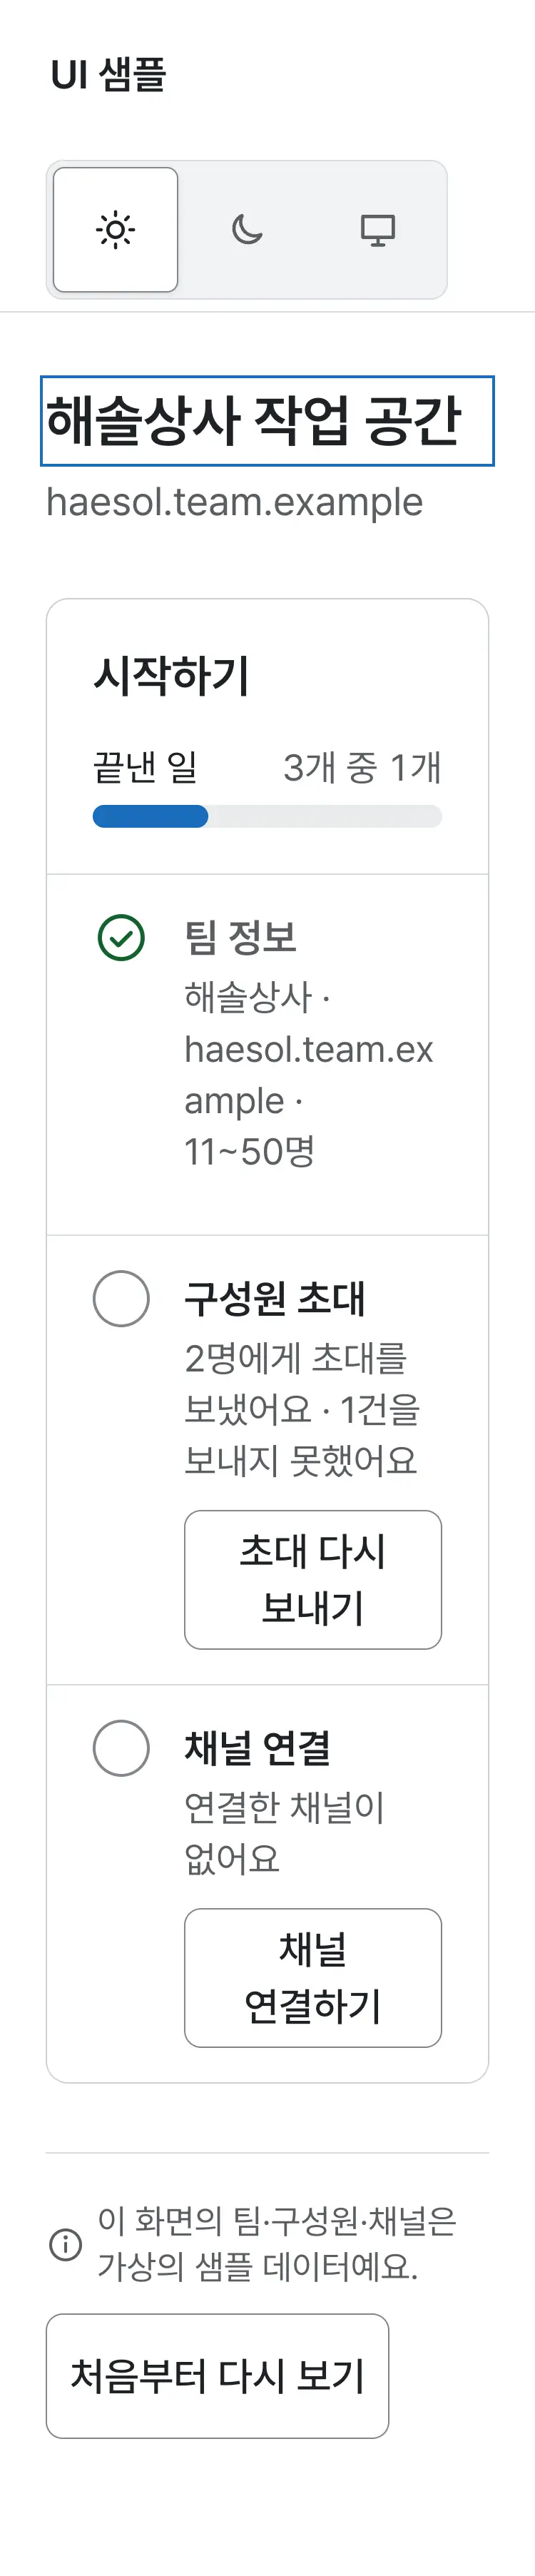 UI 샘플
해솔상사 작업 공간
haesol.team.example
시작하기
끝낸 일 3개 중 1개
팀 정보
해솔상사 ·
haesol.team.ex
ample ·
11~50명
구성원 초대
2명에게 초대를
보냈어요 · 1건을
보내지 못했어요
초대 다시
보내기
채널 연결
연결한 채널이
없어요
채널
연결하기
이 화면의 팀·구성원·채널은
가상의 샘플 데이터예요.
처음부터 다시 보기